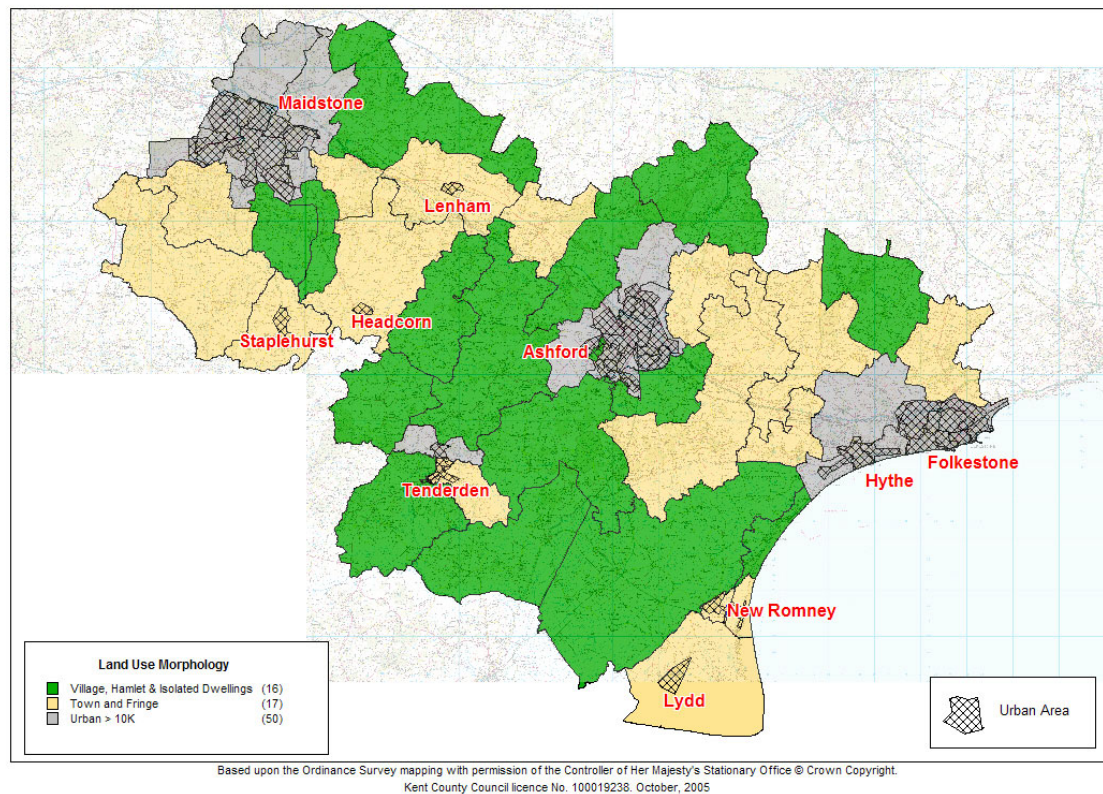 Maidstone
Lenham
Headcorn
Staplehurst
Ashford
Tenderden
Hythe
Folkestone
New Romney
Lydd
Land Use Morphology
Village, Hamlet & Isolated Dwellings (16)
Town and Fringe (17)
Urban > 10K (50)
Urban Area
Based upon the Ordinance Survey mapping with permission of the Controller of Her Majesty's Stationary Office © Crown Copyright.
Kent County Council licence No. 100019238. October, 2005